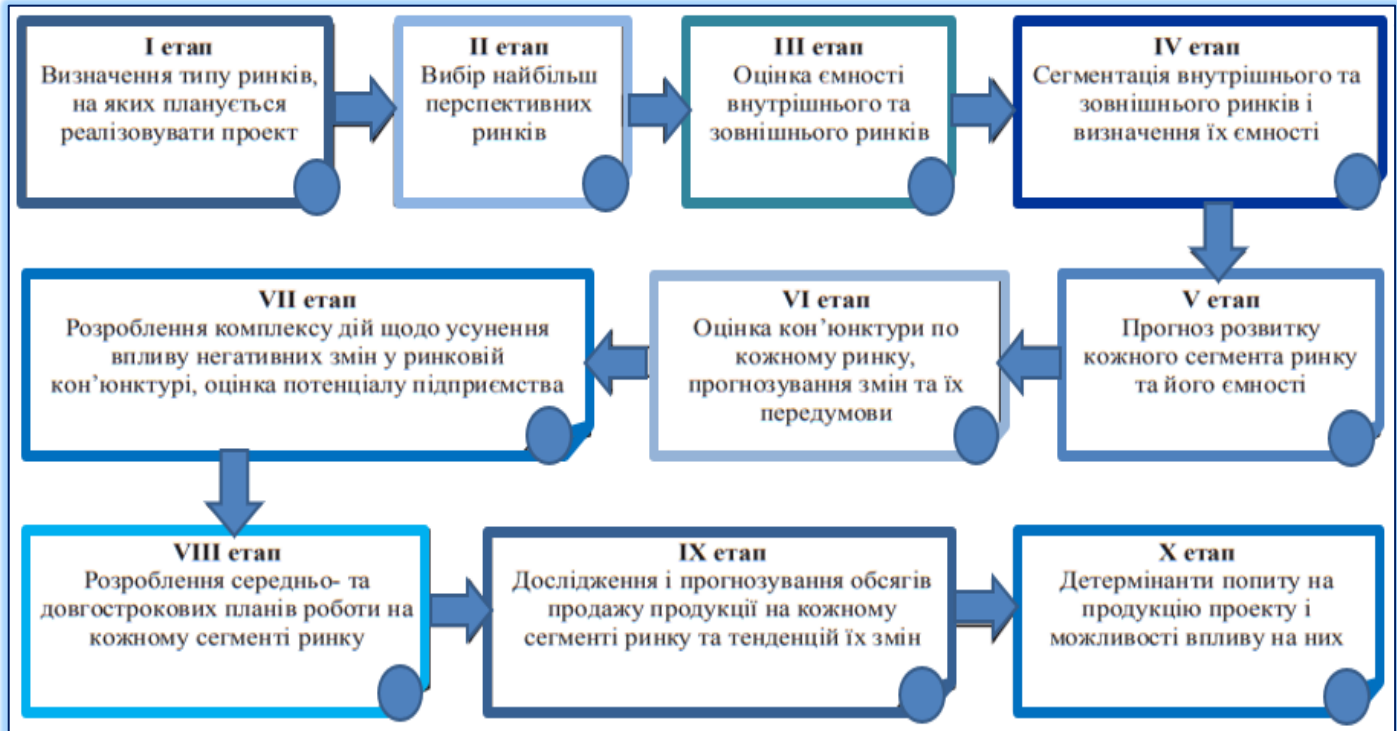 I етап
Визначення типу ринків,
на яких планується
реалізовувати проект
II етап
Вибір найбільш
перспективних
ринків
III етап
Оцінка ємності
внутрішнього та
зовнішнього ринків
IV етап
Сегментація внутрішнього та
зовнішнього ринків і
визначення їх ємності
V етап
Прогноз розвитку
кожного сегмента ринку
та його ємності
VI етап
Оцінка кон’юнктури по
кожному ринку,
прогнозування змін та їх
передумови
VII етап
Розроблення комплексу дій щодо усунення
впливу негативних змін у ринковій
кон’юнктурі, оцінка потенціалу підприємства
VIII етап
Розроблення середньо- та
довгострокових планів роботи на
кожному сегменті ринку
IX етап
Дослідження і прогнозування обсягів
продажу продукції на кожному
сегменті ринку та тенденцій їх змін
X етап
Детермінанти попиту на
продукцію проекту і
можливості впливу на них